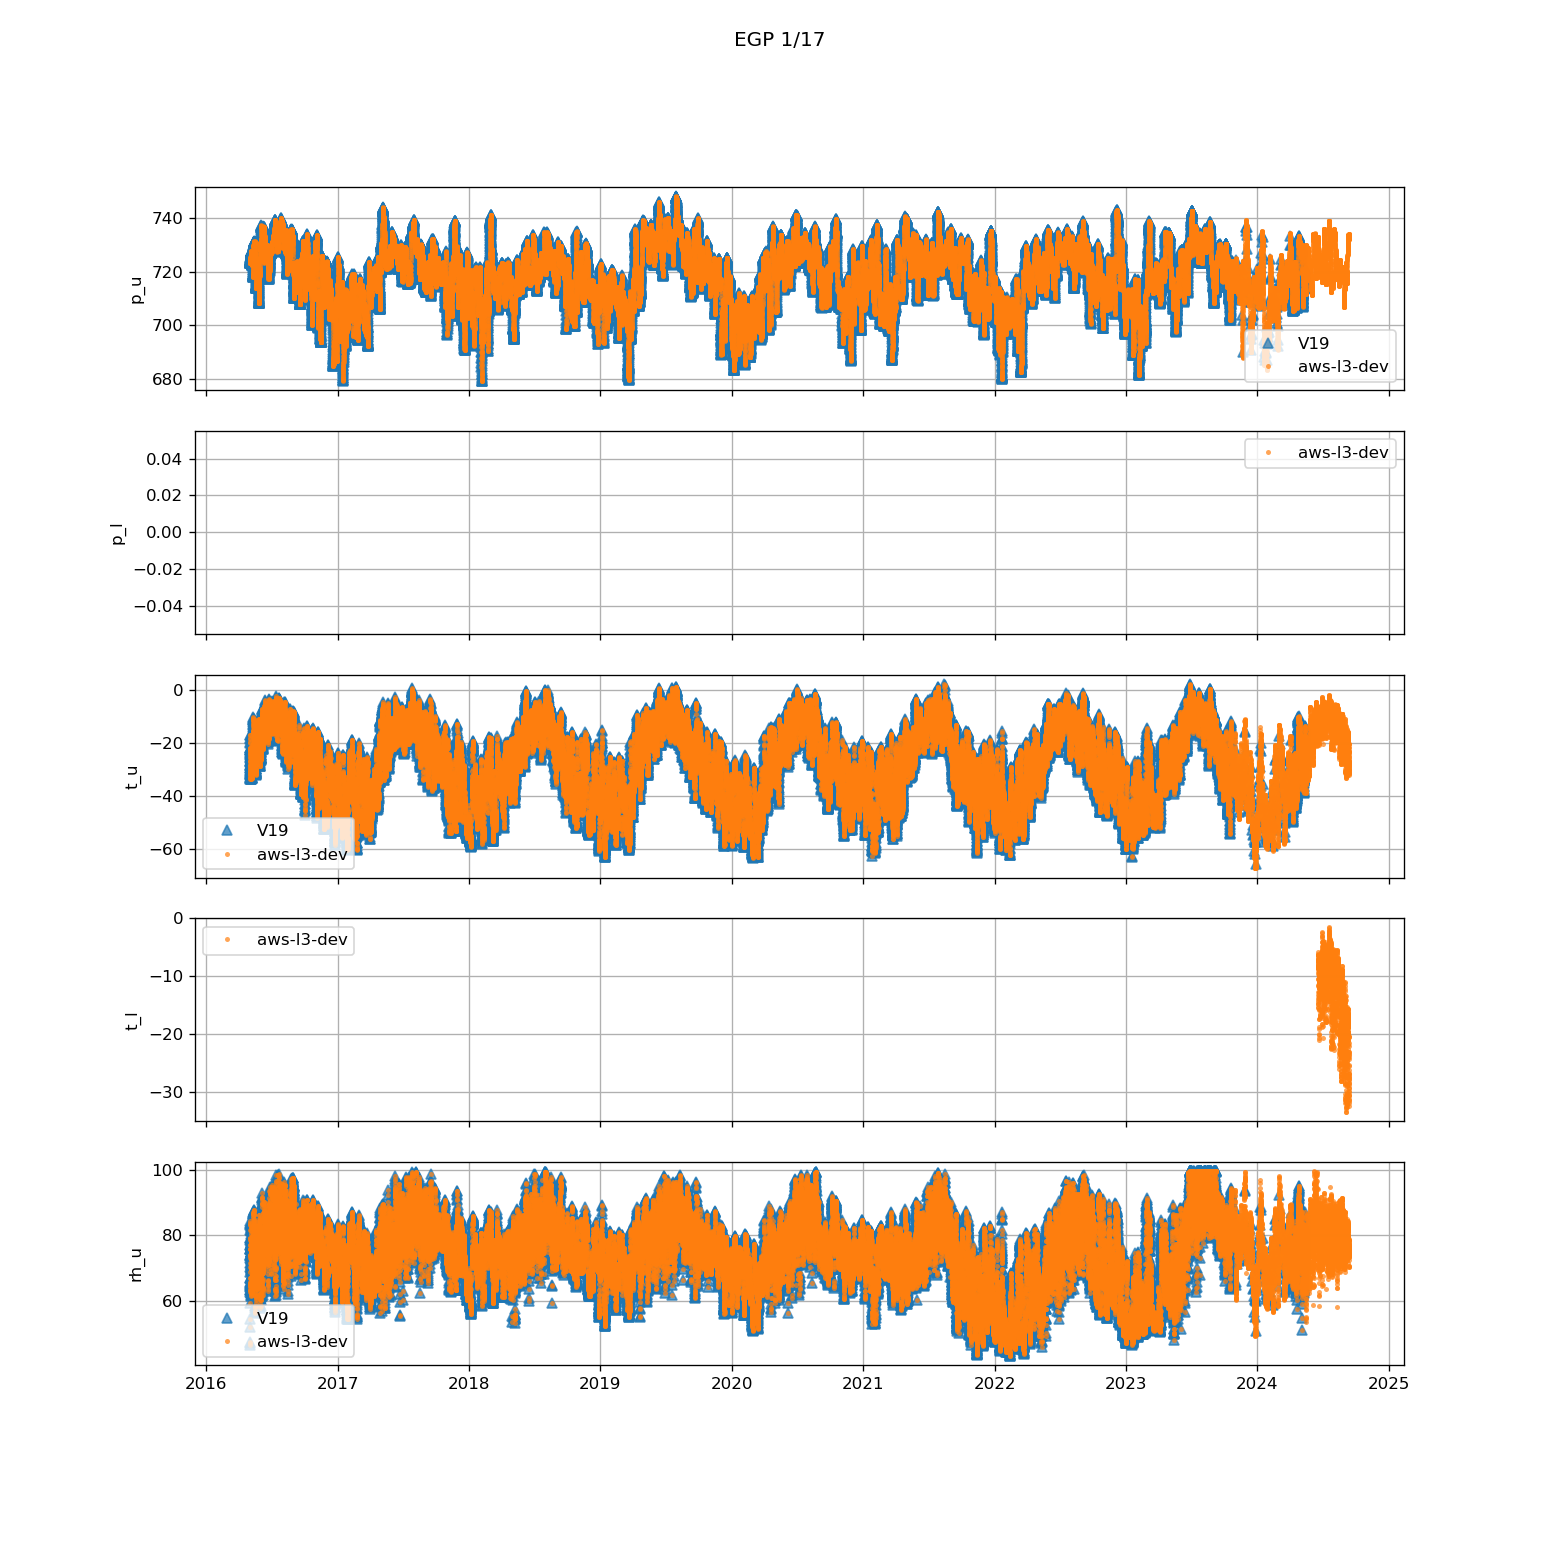 EGP 1/17
740
720
700
680
p_u
V19
aws-l3-dev
0.04
0.02
0.00
−0.02
−0.04
p_l
aws-l3-dev
0
−20
−40
−60
t_u
V19
aws-l3-dev
0
−10
−20
−30
t_l
aws-l3-dev
100
80
60
rh_u
V19
aws-l3-dev
2016 2017 2018 2019 2020 2021 2022 2023 2024 2025